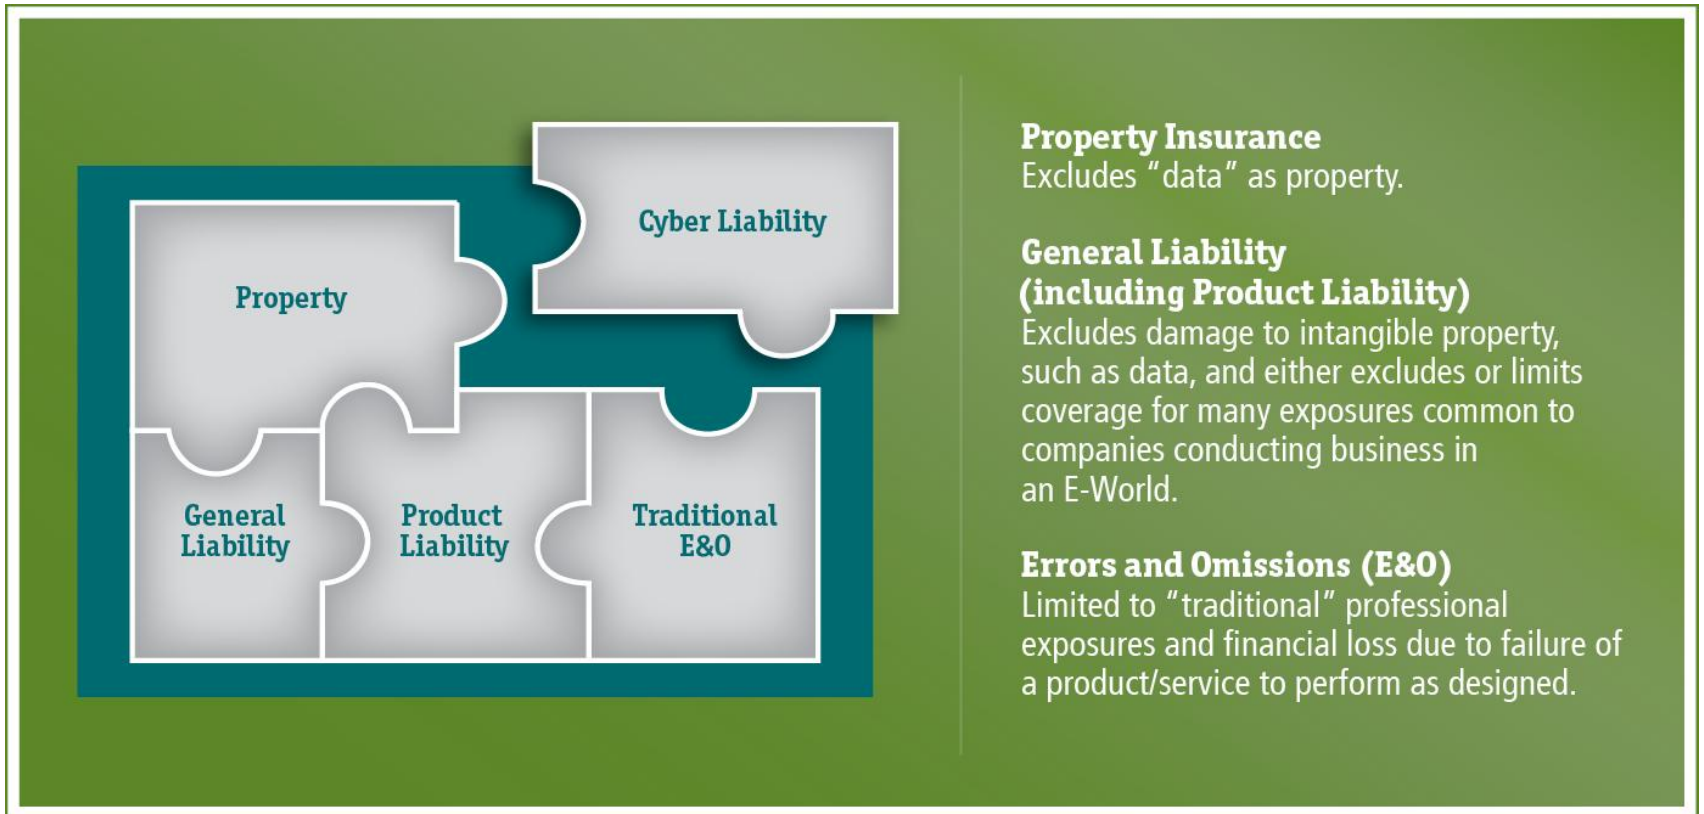 Cyber Liability
Property
General
Liability
Product
Liability
Traditional
E&O
Property Insurance
Excludes “data” as property.
General Liability
(including Product Liability)
Excludes damage to intangible property,
such as data, and either excludes or limits
coverage for many exposures common to
companies conducting business in
an E-World.
Errors and Omissions (E&O)
Limited to “traditional” professional
exposures and financial loss due to failure of
a product/service to perform as designed.